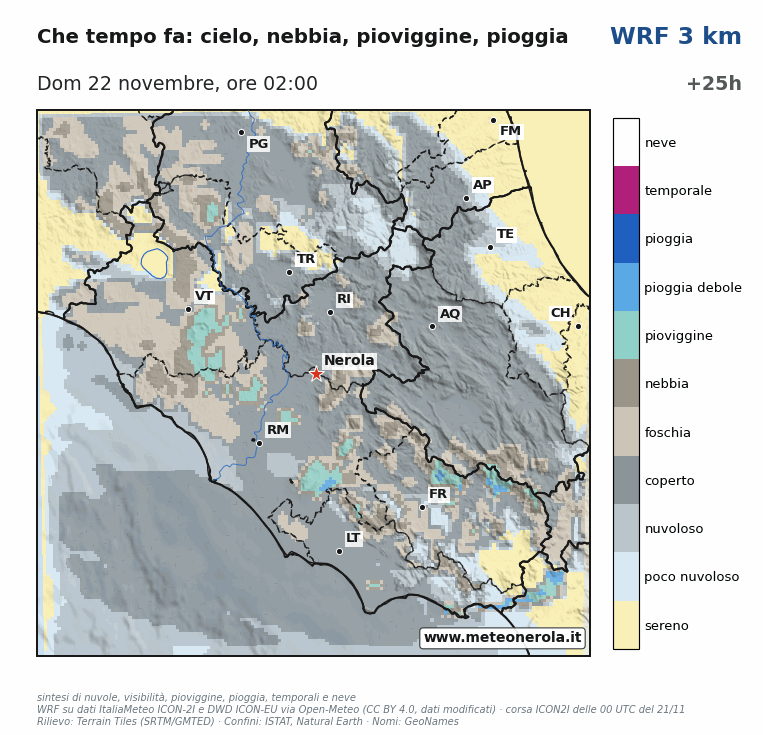 Che tempo fa: cielo, nebbia, pioviggine, pioggia
WRF 3 km
Dom 22 novembre, ore 02:00
+25h
FM
PG
AP
TE
TR
VT
RI
AQ
CH
Nerola
RM
FR
LT
www.meteonerola.it
neve
temporale
pioggia
pioggia debole
pioviggine
nebbia
foschia
coperto
nuvoloso
poco nuvoloso
sereno
sintesi di nuvole, visibilità, pioviggine, pioggia, temporali e neve
WRF su dati ItaliaMeteo ICON-2I e DWD ICON-EU via Open-Meteo (CC BY 4.0, dati modificati) · corsa ICON2I delle 00 UTC del 21/11
Rilievo: Terrain Tiles (SRTM/GMTED) · Confini: ISTAT, Natural Earth · Nomi: GeoNames